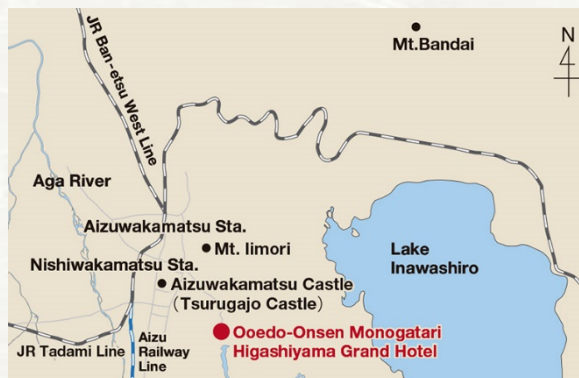 Mt.Bandai
N
JR Ban-etsu West Line
Aga River
Aizuwakamatsu Sta.
Mt. Iimori
Lake
Inawashiro
Nishiwakamatsu Sta.
Aizuwakamatsu Castle
(Tsurugajo Castle)
Ooedo-Onsen Monogatari
Higashiyama Grand Hotel
JR Tadami Line
Aizu
Railway
Line